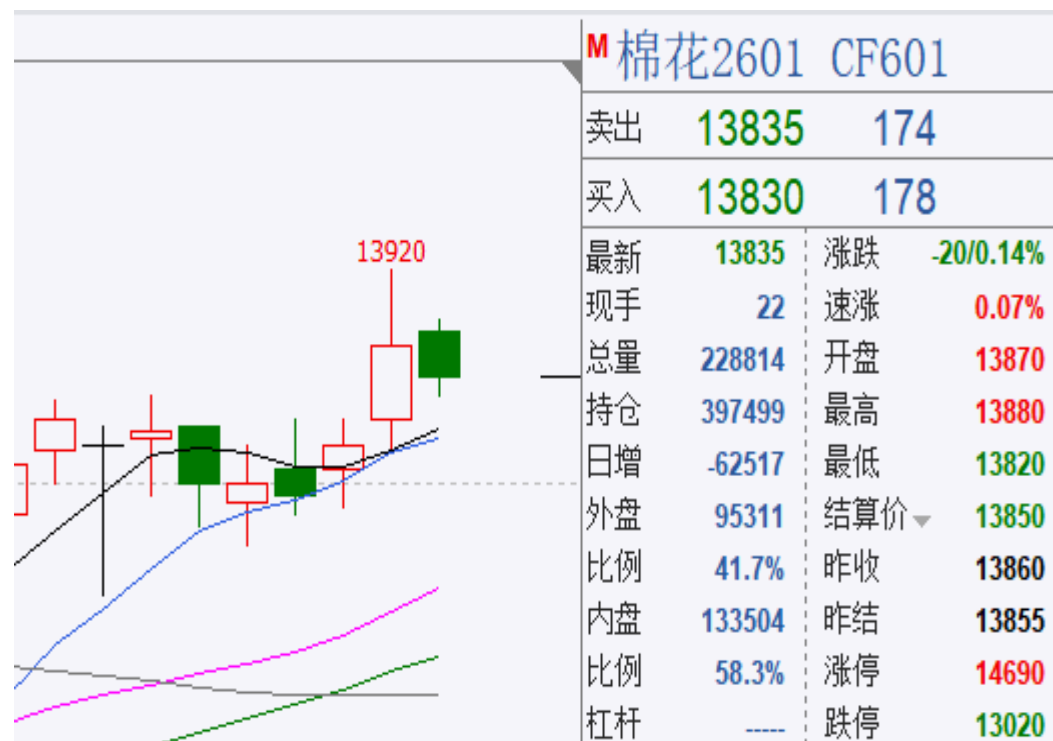 M 棉花2601 CF601
卖出 13835 174
买入 13830 178
13920
最新 13835 涨跌 -20/0.14%
现手 22 速涨 0.07%
总量 228814 开盘 13870
持仓 397499 最高 13880
日增 -62517 最低 13820
外盘 95311 结算价 13850
比例 41.7% 昨收 13860
内盘 133504 昨结 13855
比例 58.3% 涨停 14690
杠杆 ----- 跌停 13020